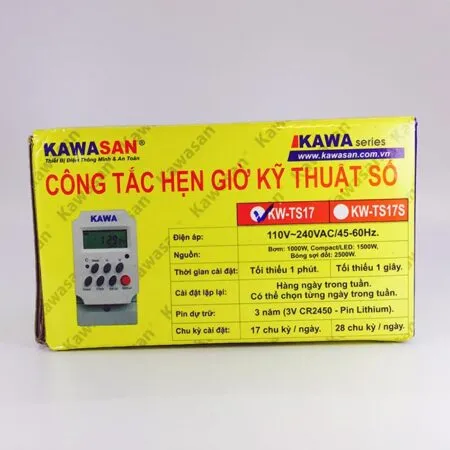 KAWASAN®
Thiết Bị Điện Thông Minh & An Toàn
KAWA series
www.kawasan.com.vn
CÔNG TẮC HẸN GIỜ KỸ THUẬT SỐ
KW-TS17 KW-TS17S
KAWA
Điện áp: 110V~240VAC/45-60Hz.
Nguồn: Bơm: 1000W, Compact/LED: 1500W,
Bóng sợi đốt: 2500W.
Thời gian cài đặt: Tối thiểu 1 phút. Tối thiểu 1 giây.
Cài đặt lặp lại: Hàng ngày trong tuần.
Có thể chọn từng ngày trong tuần.
Pin dự trữ: 3 năm (3V CR2450 - Pin Lithium).
Chu kỳ cài đặt: 17 chu kỳ / ngày. 28 chu kỳ / ngày.